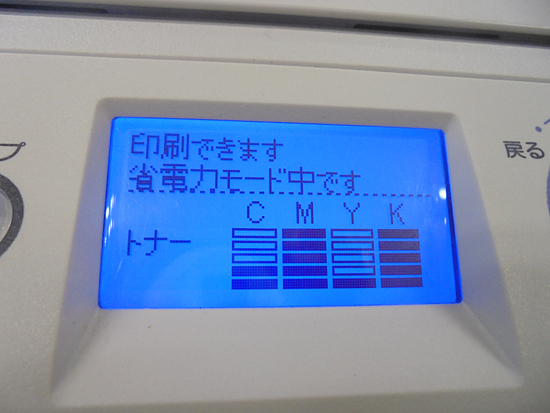 印刷できます
省電力モード中です
C M Y K
トナー
戻る